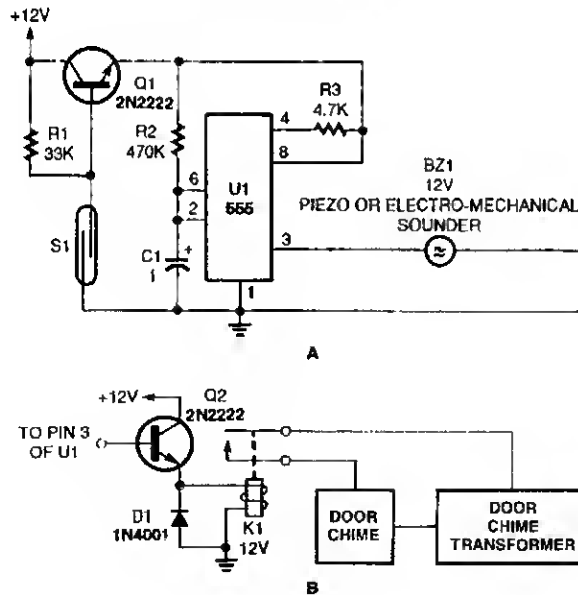 +12V
Q1
2N2222
R1
33K
R2
470K
R3
4.7K
4
8
6
2
U1
555
3
1
BZ1
12V
PIEZO OR ELECTRO-MECHANICAL
SOUNDER
S1
C1
1
+
A
+12V
Q2
2N2222
TO PIN 3
OF U1
D1
1N4001
K1
12V
DOOR
CHIME
DOOR
CHIME
TRANSFORMER
B